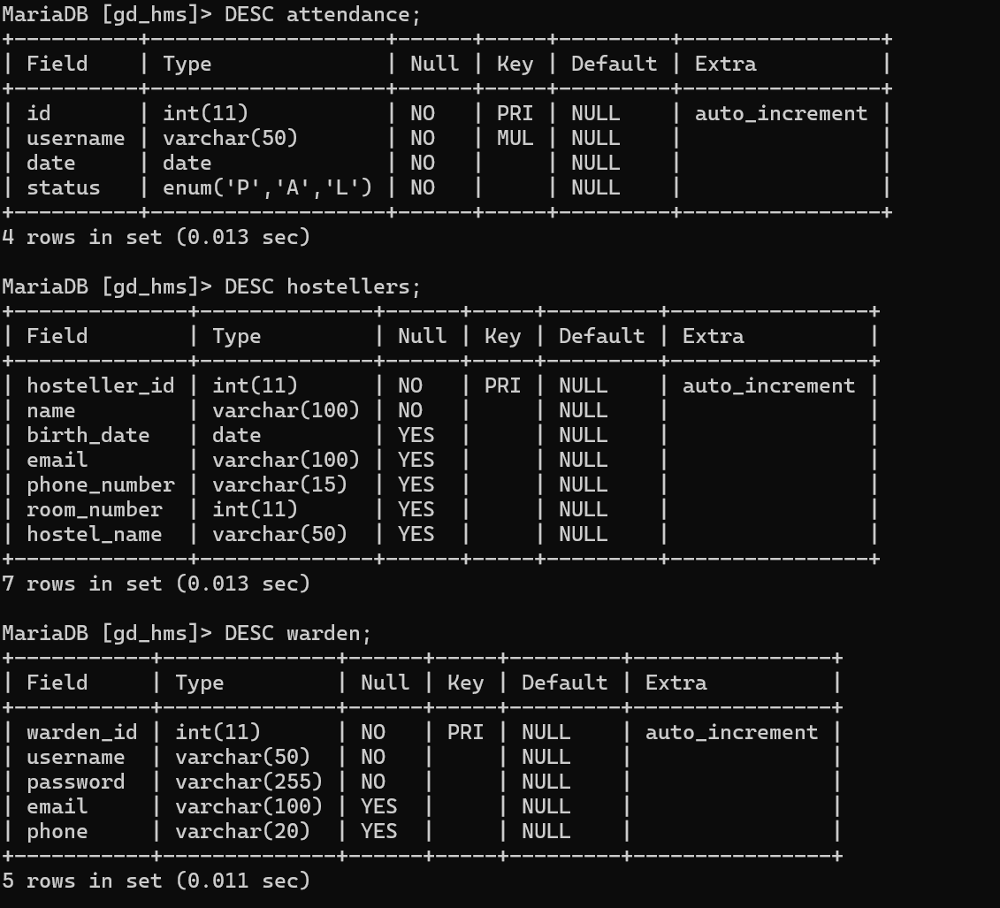 MariaDB [gd_hms]> DESC attendance;
+----------+-------------------+------+-----+---------+----------------+
| Field    | Type              | Null | Key | Default | Extra          |
+----------+-------------------+------+-----+---------+----------------+
| id       | int(11)           | NO   | PRI | NULL    | auto_increment |
| username | varchar(50)       | NO   | MUL | NULL    |                |
| date     | date              | NO   |     | NULL    |                |
| status   | enum('P','A','L') | NO   |     | NULL    |                |
+----------+-------------------+------+-----+---------+----------------+
4 rows in set (0.013 sec)

MariaDB [gd_hms]> DESC hostellers;
+--------------+--------------+------+-----+---------+----------------+
| Field        | Type         | Null | Key | Default | Extra          |
+--------------+--------------+------+-----+---------+----------------+
| hosteller_id | int(11)      | NO   | PRI | NULL    | auto_increment |
| name         | varchar(100) | NO   |     | NULL    |                |
| birth_date   | date         | YES  |     | NULL    |                |
| email        | varchar(100) | YES  |     | NULL    |                |
| phone_number | varchar(15)  | YES  |     | NULL    |                |
| room_number  | int(11)      | YES  |     | NULL    |                |
| hostel_name  | varchar(50)  | YES  |     | NULL    |                |
+--------------+--------------+------+-----+---------+----------------+
7 rows in set (0.013 sec)

MariaDB [gd_hms]> DESC warden;
+-----------+--------------+------+-----+---------+----------------+
| Field     | Type         | Null | Key | Default | Extra          |
+-----------+--------------+------+-----+---------+----------------+
| warden_id | int(11)      | NO   | PRI | NULL    | auto_increment |
| username  | varchar(50)  | NO   |     | NULL    |                |
| password  | varchar(255) | NO   |     | NULL    |                |
| email     | varchar(100) | YES  |     | NULL    |                |
| phone     | varchar(20)  | YES  |     | NULL    |                |
+-----------+--------------+------+-----+---------+----------------+
5 rows in set (0.011 sec)